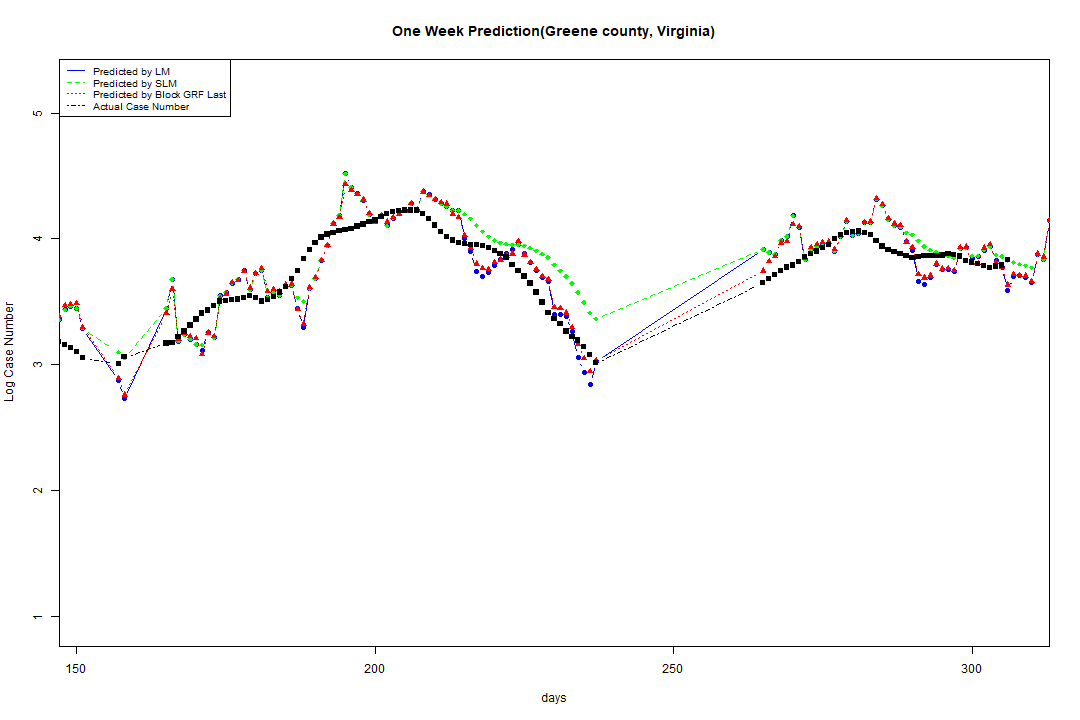 One Week Prediction(Greene county, Virginia)
Predicted by LM
Predicted by SLM
Predicted by Block GRF Last
Actual Case Number
5
4
3
2
1
Log Case Number
150 200 250 300
days